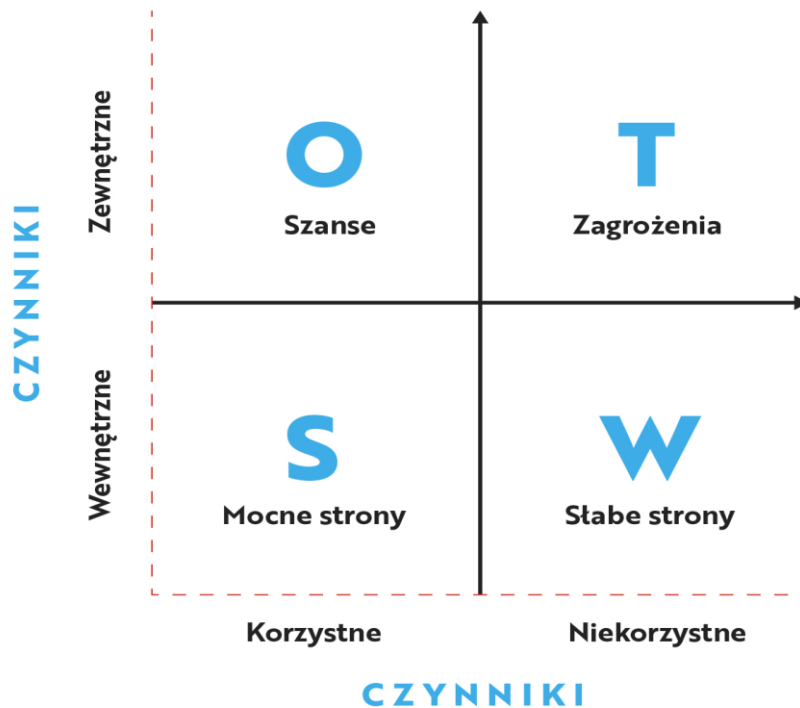 CZYNNIKI
Zewnętrzne
O
Szanse
T
Zagrożenia
Wewnętrzne
S
Mocne strony
W
Słabe strony
Korzystne
Niekorzystne
CZYNNIKI